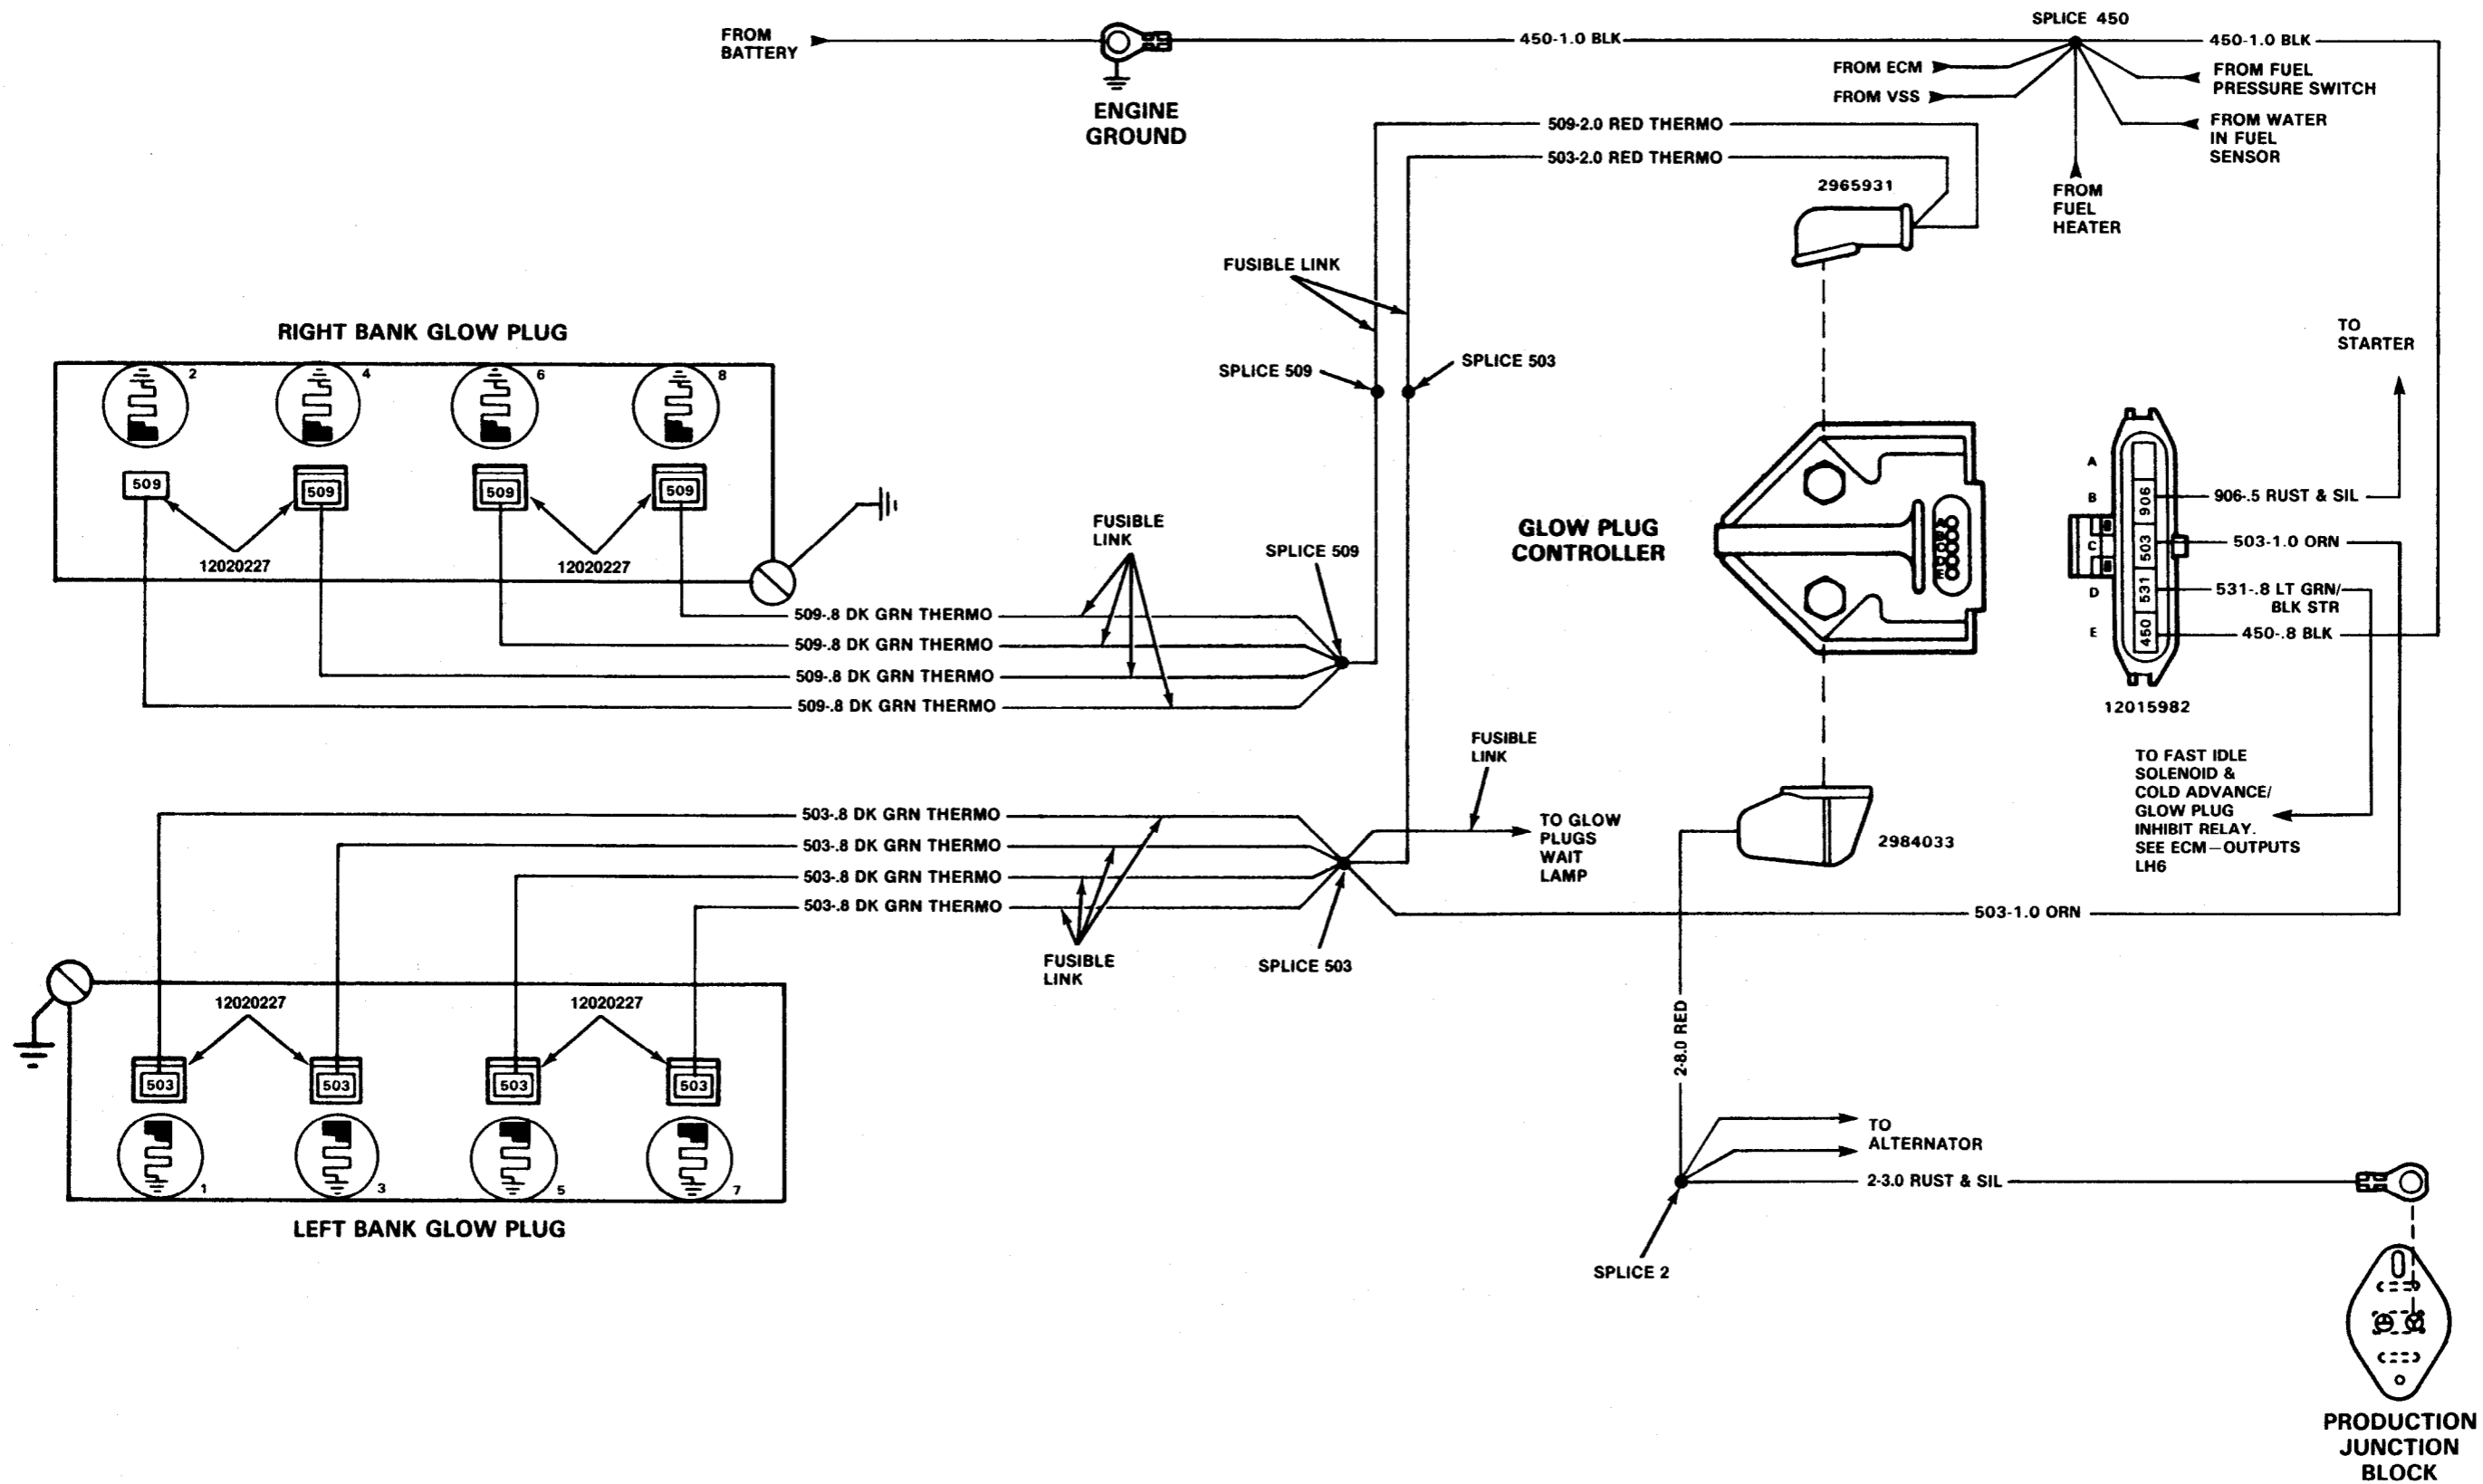 FROM
BATTERY
ENGINE
GROUND
450-1.0 BLK
SPLICE 450
450-1.0 BLK
FROM ECM
FROM VSS
FROM FUEL
PRESSURE SWITCH
FROM WATER
IN FUEL
SENSOR
FROM
FUEL
HEATER
509-2.0 RED THERMO
503-2.0 RED THERMO
2965931
FUSIBLE LINK
SPLICE 509
SPLICE 503
TO
STARTER
RIGHT BANK GLOW PLUG
2
4
6
8
509
509
509
509
12020227
12020227
FUSIBLE
LINK
SPLICE 509
509-.8 DK GRN THERMO
509-.8 DK GRN THERMO
509-.8 DK GRN THERMO
509-.8 DK GRN THERMO
GLOW PLUG
CONTROLLER
A
B
C
D
E
906
503
531
450
906-.5 RUST & SIL
503-1.0 ORN
531-.8 LT GRN/
BLK STR
450-.8 BLK
12015982
TO FAST IDLE
SOLENOID &
COLD ADVANCE/
GLOW PLUG
INHIBIT RELAY.
SEE ECM—OUTPUTS
LH6
FUSIBLE
LINK
TO GLOW
PLUGS
WAIT
LAMP
2984033
503-.8 DK GRN THERMO
503-.8 DK GRN THERMO
503-.8 DK GRN THERMO
503-.8 DK GRN THERMO
503-1.0 ORN
FUSIBLE
LINK
SPLICE 503
12020227
12020227
503
503
503
503
1
3
5
7
LEFT BANK GLOW PLUG
2-8.0 RED
TO
ALTERNATOR
2-3.0 RUST & SIL
SPLICE 2
PRODUCTION
JUNCTION
BLOCK